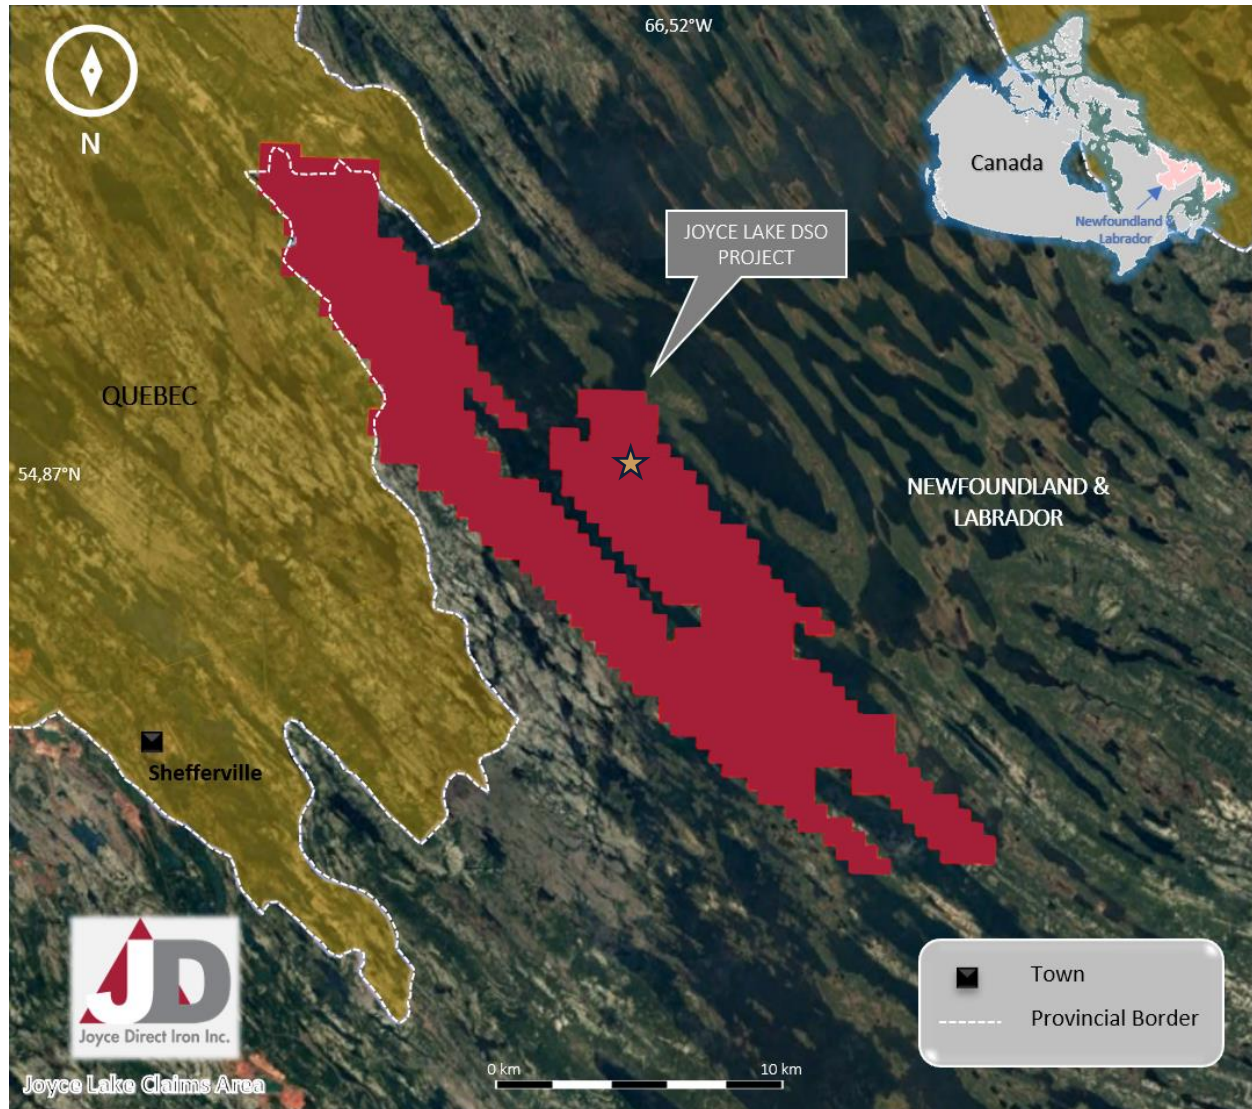 66,52°W
N
Canada
Newfoundland &
Labrador
JOYCE LAKE DSO
PROJECT
QUEBEC
54,87°N
NEWFOUNDLAND &
LABRADOR
Shefferville
JD
Joyce Direct Iron Inc.
Joyce Lake Claims Area
0 km
10 km
Town
Provincial Border